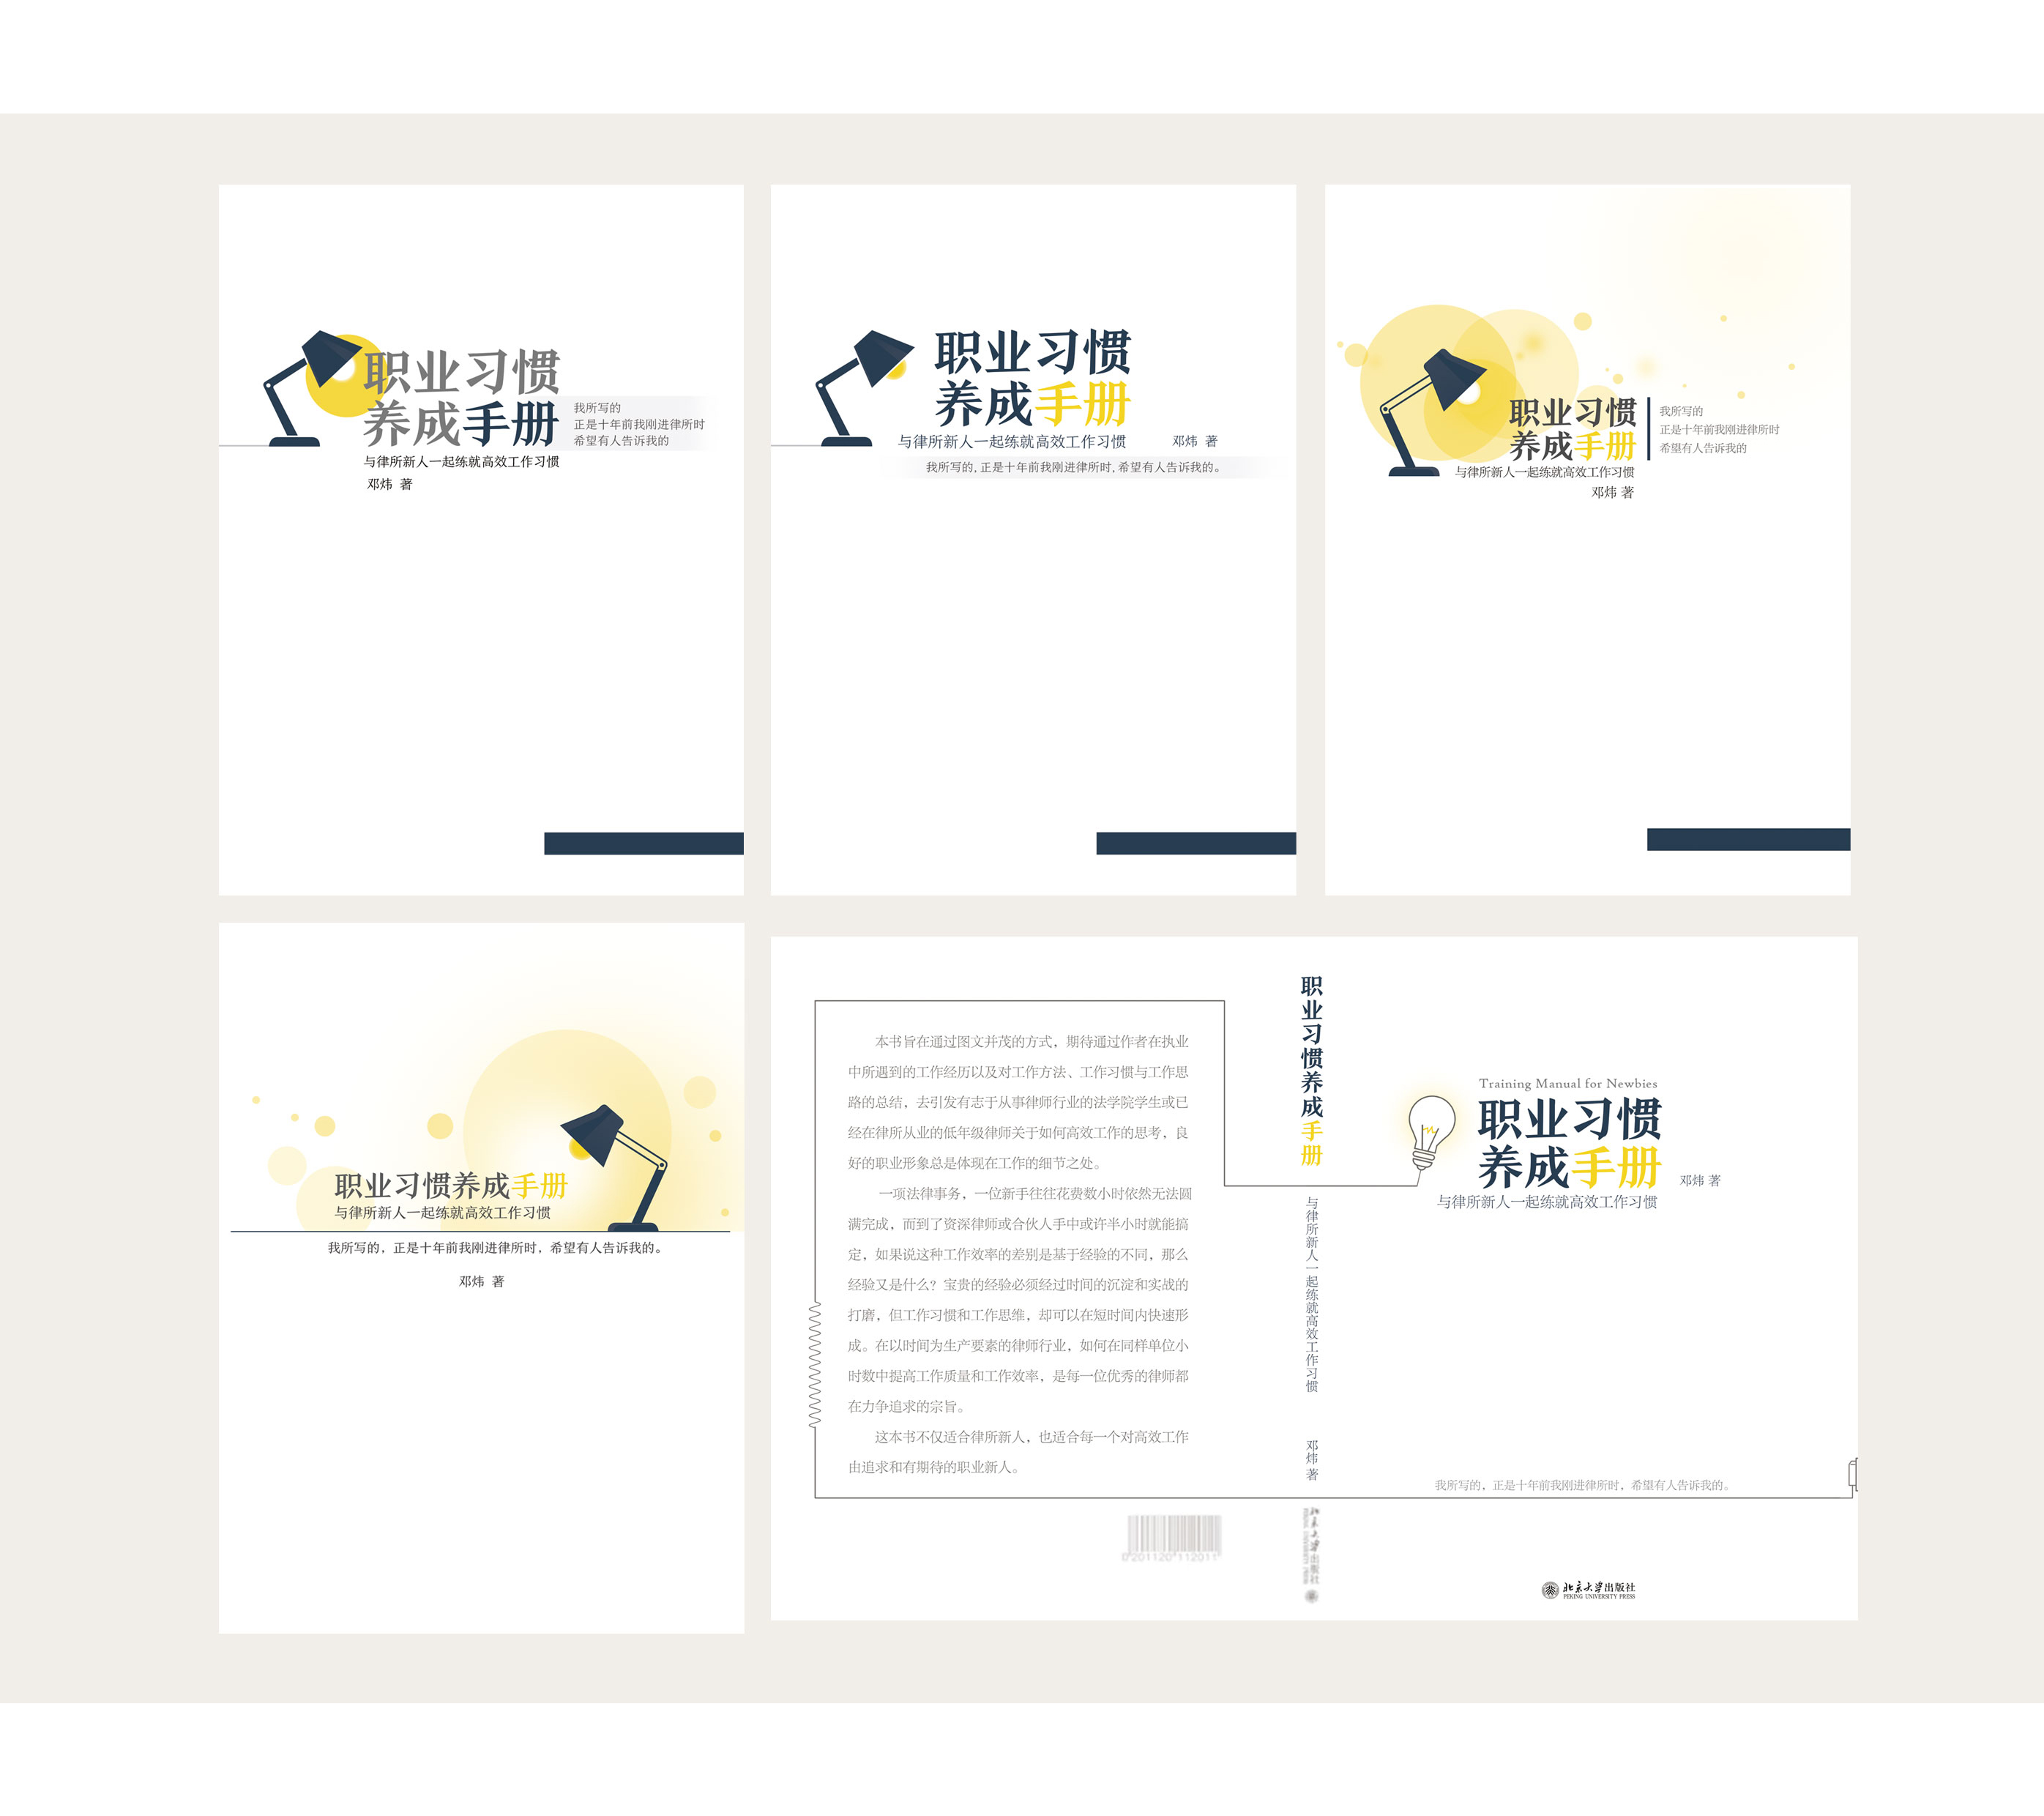 职业习惯
养成手册
我所写的
正是十年前我刚进律所时
希望有人告诉我的
与律所新人一起练就高效工作习惯
邓炜 著
职业习惯
养成手册
与律所新人一起练就高效工作习惯 邓炜 著
我所写的,正是十年前我刚进律所时,希望有人告诉我的。
职业习惯
养成手册
我所写的
正是十年前我刚进律所时
希望有人告诉我的
与律所新人一起练就高效工作习惯
邓炜 著
职业习惯养成手册
与律所新人一起练就高效工作习惯
我所写的，正是十年前我刚进律所时，希望有人告诉我的。
邓炜 著
本书旨在通过图文并茂的方式，期待通过作者在执业
中所遇到的工作经历以及对工作方法、工作习惯与工作思
路的总结，去引发有志于从事律师行业的法学院学生或已
经在律所从业的低年级律师关于如何高效工作的思考，良
好的职业形象总是体现在工作的细节之处。
一项法律事务，一位新手往往花费数小时依然无法圆
满完成，而到了资深律师或合伙人手中或许半小时就能搞
定，如果说这种工作效率的差别是基于经验的不同，那么
经验又是什么？宝贵的经验必须经过时间的沉淀和实战的
打磨，但工作习惯和工作思维，却可以在短时间内快速形
成。在以时间为生产要素的律师行业，如何在同样单位小
时数中提高工作质量和工作效率，是每一位优秀的律师都
在力争追求的宗旨。
这本书不仅适合律所新人，也适合每一个对高效工作
由追求和有期待的职业新人。
0 201120 112011
职业习惯养成手册
与律所新人一起练就高效工作习惯
邓炜 著
北京大学出版社
PEKING UNIVERSITY PRESS
Training Manual for Newbies
职业习惯
养成手册
邓炜 著
与律所新人一起练就高效工作习惯
我所写的，正是十年前我刚进律所时，希望有人告诉我的。
北京大学出版社
PEKING UNIVERSITY PRESS